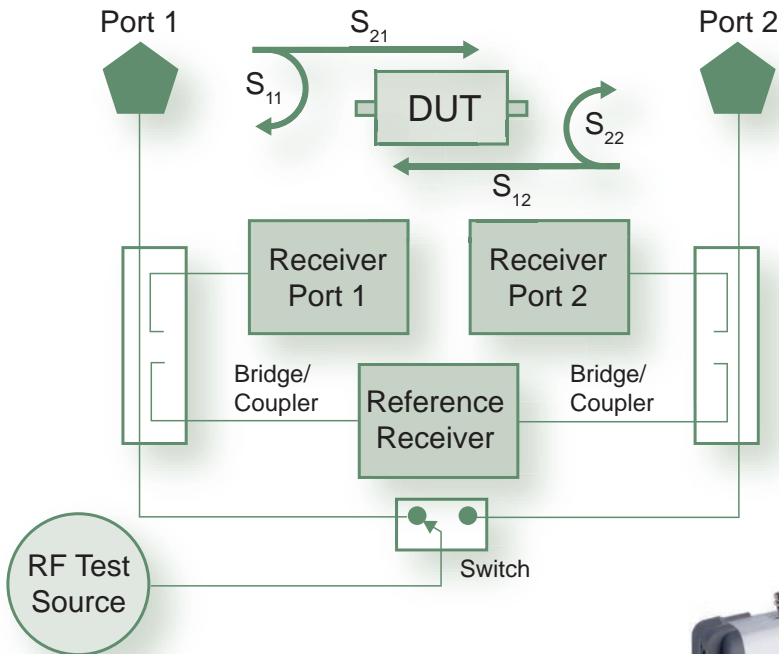 Port 1
Port 2
S21
S11
DUT
S22
S12
Receiver
Port 1
Receiver
Port 2
Bridge/
Coupler
Reference
Receiver
Bridge/
Coupler
RF Test
Source
Switch